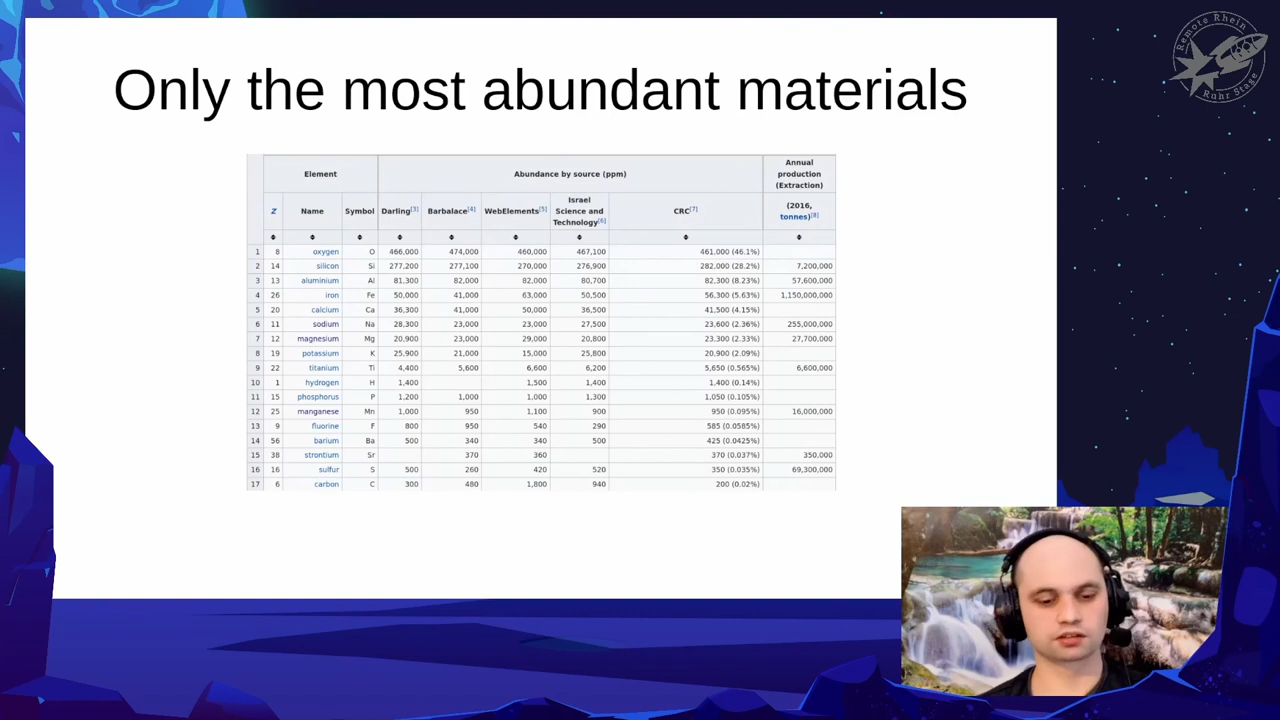 Remote Rhein
Ruhr Stage
Only the most abundant materials
Element Abundance by source (ppm) Annual production (Extraction)
Z Name Symbol Darling[3] Barbalace[4] WebElements[5] Israel Science and Technology[6] CRC[7] (2016, tonnes)[8]
1 8 oxygen O 466,000 474,000 460,000 467,100 461,000 (46.1%)
2 14 silicon Si 277,200 277,100 270,000 276,900 282,000 (28.2%) 7,200,000
3 13 aluminium Al 81,300 82,000 82,000 80,700 82,300 (8.23%) 57,600,000
4 26 iron Fe 50,000 41,000 63,000 50,500 56,300 (5.63%) 1,150,000,000
5 20 calcium Ca 36,300 41,000 50,000 36,500 41,500 (4.15%)
6 11 sodium Na 28,300 23,000 23,000 27,500 23,600 (2.36%) 255,000,000
7 12 magnesium Mg 20,900 23,000 29,000 20,800 23,300 (2.33%) 27,700,000
8 19 potassium K 25,900 21,000 15,000 25,800 20,900 (2.09%)
9 22 titanium Ti 4,400 5,600 6,600 6,200 5,650 (0.565%) 6,600,000
10 1 hydrogen H 1,400 1,500 1,400 1,400 (0.14%)
11 15 phosphorus P 1,200 1,000 1,000 1,300 1,050 (0.105%)
12 25 manganese Mn 1,000 950 1,100 900 950 (0.095%) 16,000,000
13 9 fluorine F 800 950 540 290 585 (0.0585%)
14 56 barium Ba 500 340 340 500 425 (0.0425%)
15 38 strontium Sr 370 360 370 (0.037%) 350,000
16 16 sulfur S 500 260 420 520 350 (0.035%) 69,300,000
17 6 carbon C 300 480 1,800 940 200 (0.02%)